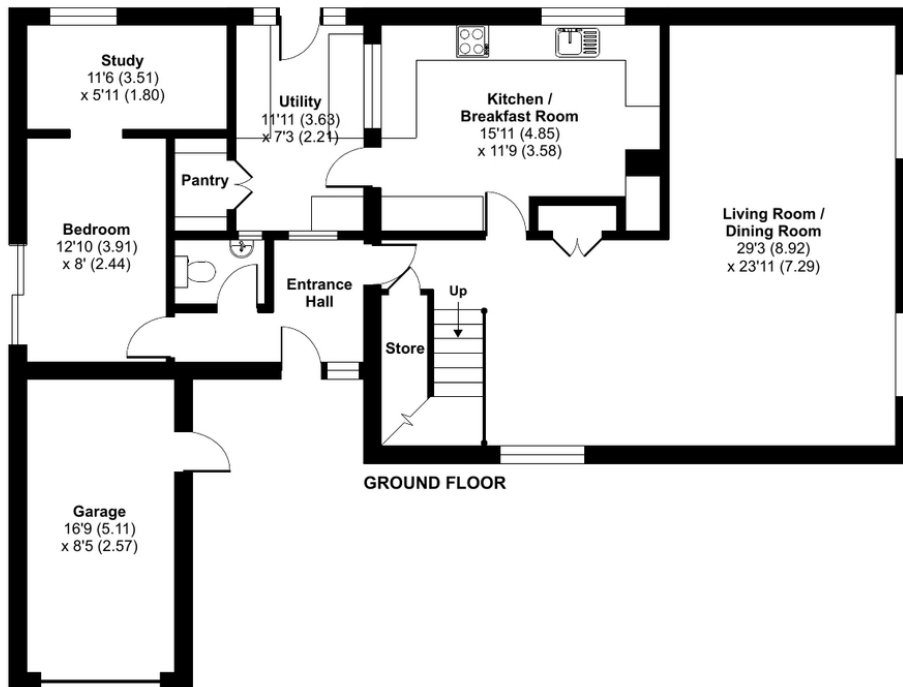 Study
11'6 (3.51)
x 5'11 (1.80)
Utility
11'11 (3.63)
x 7'3 (2.21)
Kitchen /
Breakfast Room
15'11 (4.85)
x 11'9 (3.58)
Pantry
Bedroom
12'10 (3.91)
x 8' (2.44)
Living Room /
Dining Room
29'3 (8.92)
x 23'11 (7.29)
Entrance
Hall
Up
Store
GROUND FLOOR
Garage
16'9 (5.11)
x 8'5 (2.57)